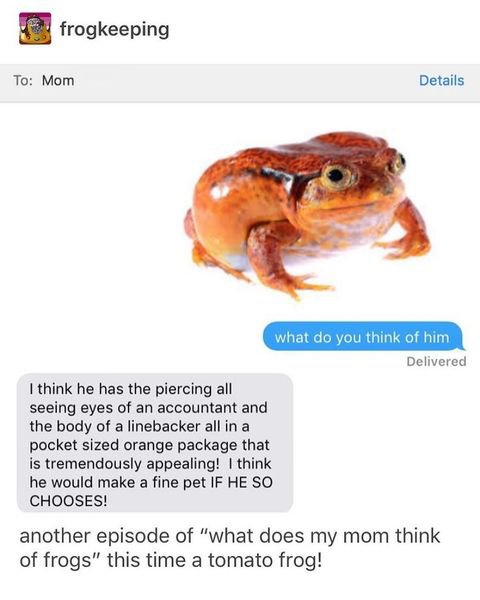 frogkeeping
To: Mom Details
what do you think of him
Delivered
I think he has the piercing all
seeing eyes of an accountant and
the body of a linebacker all in a
pocket sized orange package that
is tremendously appealing! I think
he would make a fine pet IF HE SO
CHOOSES!
another episode of “what does my mom think
of frogs” this time a tomato frog!